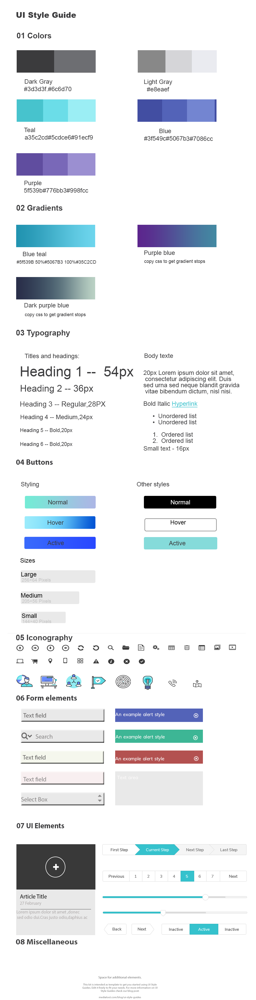 UI Style Guide
01 Colors
Dark Gray
#3d3d3f.#6c6d70
Light Gray
#e8eaef
Teal
a35c2cd#5cdce6#91ecf9
Blue
#3f549c#5067b3#7086cc
Purple
5f539b#776bb3#998fcc
02 Gradients
Blue teal
#5f539B 50%#5067B3 100%#35C2CD
Purple blue
copy css to get gradient stops
Dark purple blue
copy css to get gradient stops
03 Typography
Titles and headings:
Heading 1 --  54px
Heading 2 -- 36px
Heading 3 -- Regular,28PX
Heading 4 -- Medium,24px
Heading 5 -- Bold,20px
Heading 6 -- Bold,20px
Body texte
20px Lorem ipsum dolor sit amet,
consectetur adipiscing elit. Duis
sed urna sed neque blandit gravida
vitae bibendum dictum, nisl nisi.
Bold Italic Hyperlink
• Unordered list
• Unordered list
1. Ordered list
2. Ordered list
Small text - 16px
04 Buttons
Styling
Normal
Hover
Active
Other styles
Normal
Hover
Active
Sizes
Large
256×64 Pixels
Medium
205×56 Pixels
Small
144×40 Pixels
05 Iconography
06 Form elements
Text field
Search
Text field
Text field
Select Box
An example alert style
An example alert style
An example alert style
Text area
07 UI Elements
Article Title
27 February
Lorem ipsum dolor sit amet ,donec
sed odio dui.Cras justo odio,daphius ac
First Step Current Step Next Step Last Step
Previous 1 2 3 4 5 6 7 Next
Back Next Inactive Active Inactive
08 Miscellaneous
Space for additional elements.
This kit is intended as template to get you started using UI Style
Guides. Edit it freely to fit your needs. For more information on UI
Style Guides check our blog post:
medialoot.com/blog/ui-style-guides